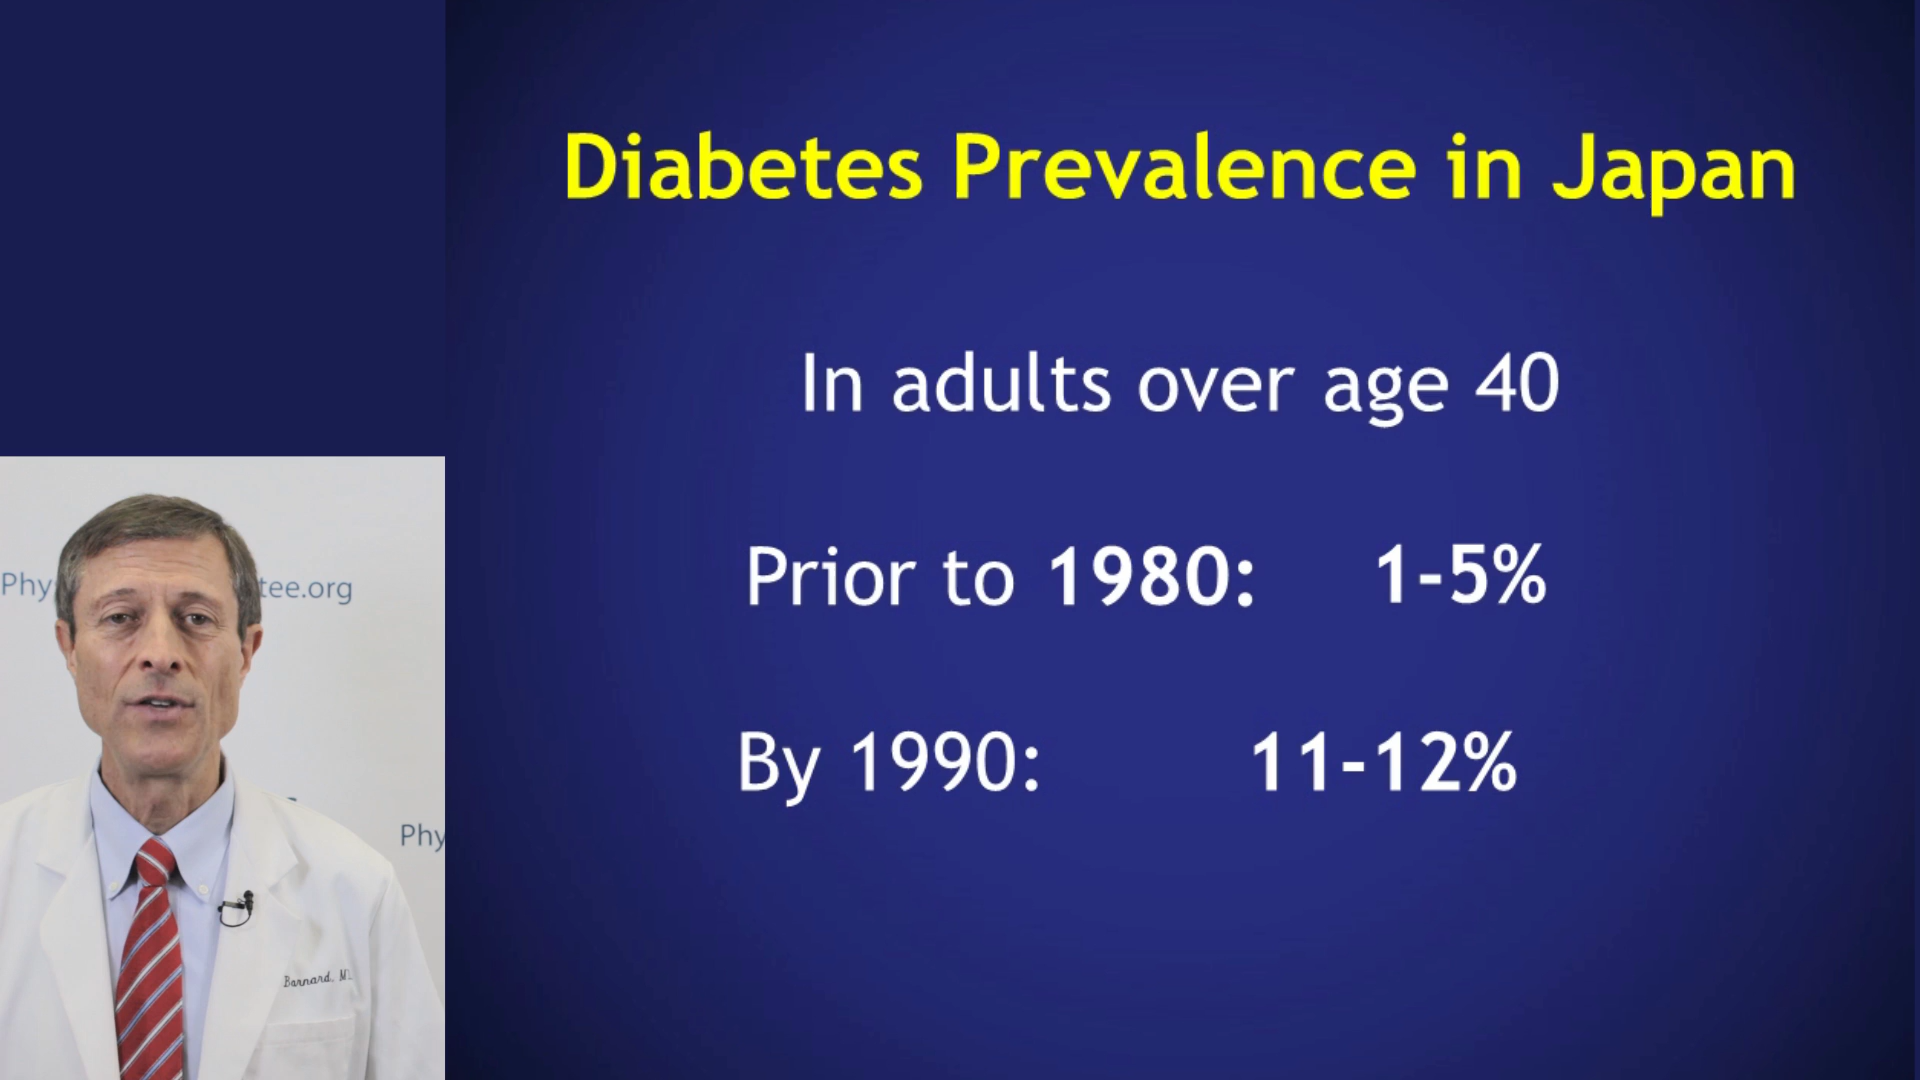 Diabetes Prevalence in Japan
In adults over age 40
Prior to 1980: 1-5%
By 1990: 11-12%
Phy tee.org
Phy
Barnard, M.